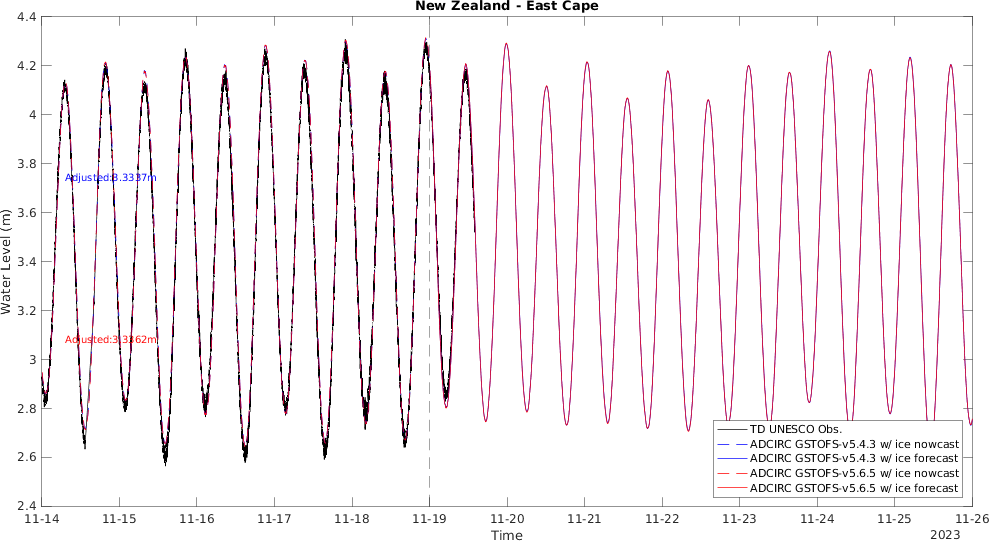 New Zealand - East Cape
4.4
4.2
4
3.8
3.6
3.4
3.2
3
2.8
2.6
2.4
Water Level (m)
Adjusted:3.3337m
Adjusted:3.3362m
TD UNESCO Obs.
ADCIRC GSTOFS-v5.4.3 w/ ice nowcast
ADCIRC GSTOFS-v5.4.3 w/ ice forecast
ADCIRC GSTOFS-v5.6.5 w/ ice nowcast
ADCIRC GSTOFS-v5.6.5 w/ ice forecast
11-14 11-15 11-16 11-17 11-18 11-19 11-20 11-21 11-22 11-23 11-24 11-25 11-26
Time
2023